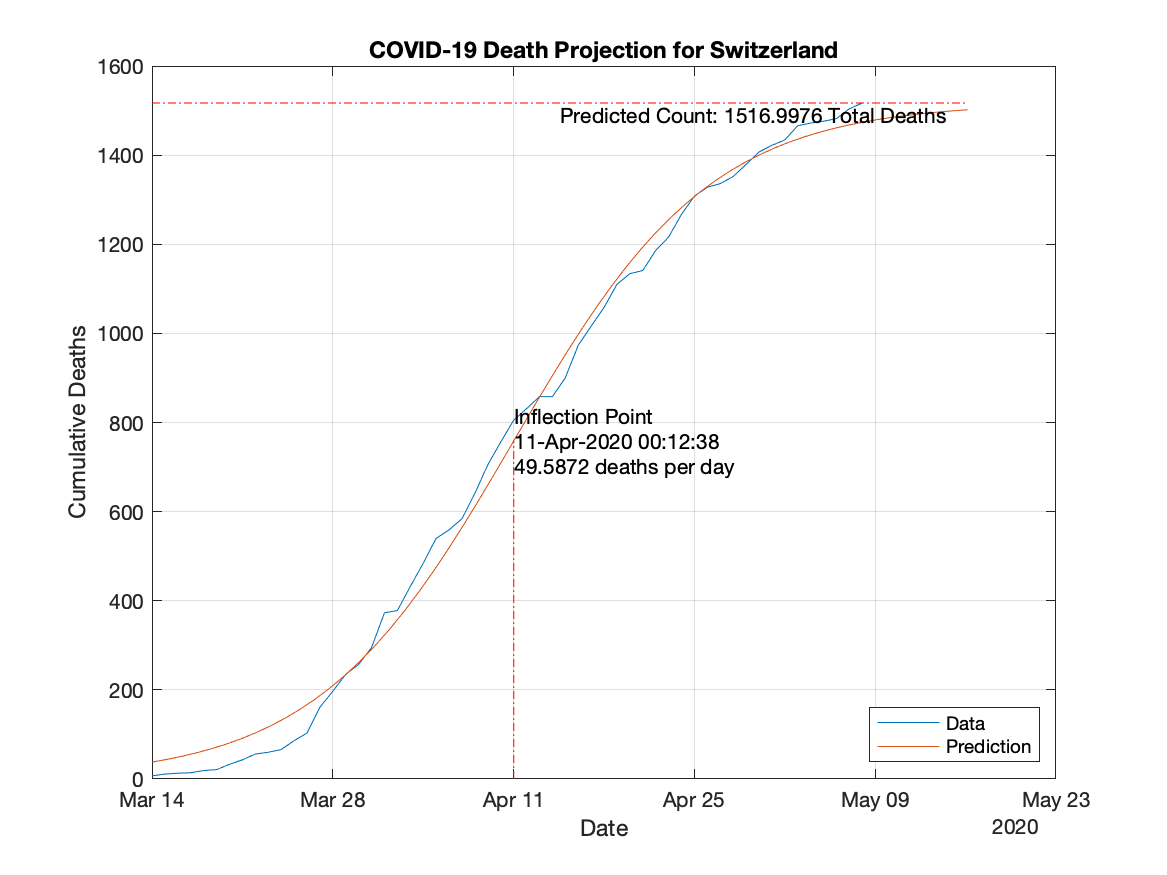 COVID-19 Death Projection for Switzerland
1600
Predicted Count: 1516.9976 Total Deaths
1400
1200
1000
Cumulative Deaths
800
Inflection Point
11-Apr-2020 00:12:38
49.5872 deaths per day
600
400
200
Data
Prediction
0
Mar 14 Mar 28 Apr 11 Apr 25 May 09 May 23
Date
2020